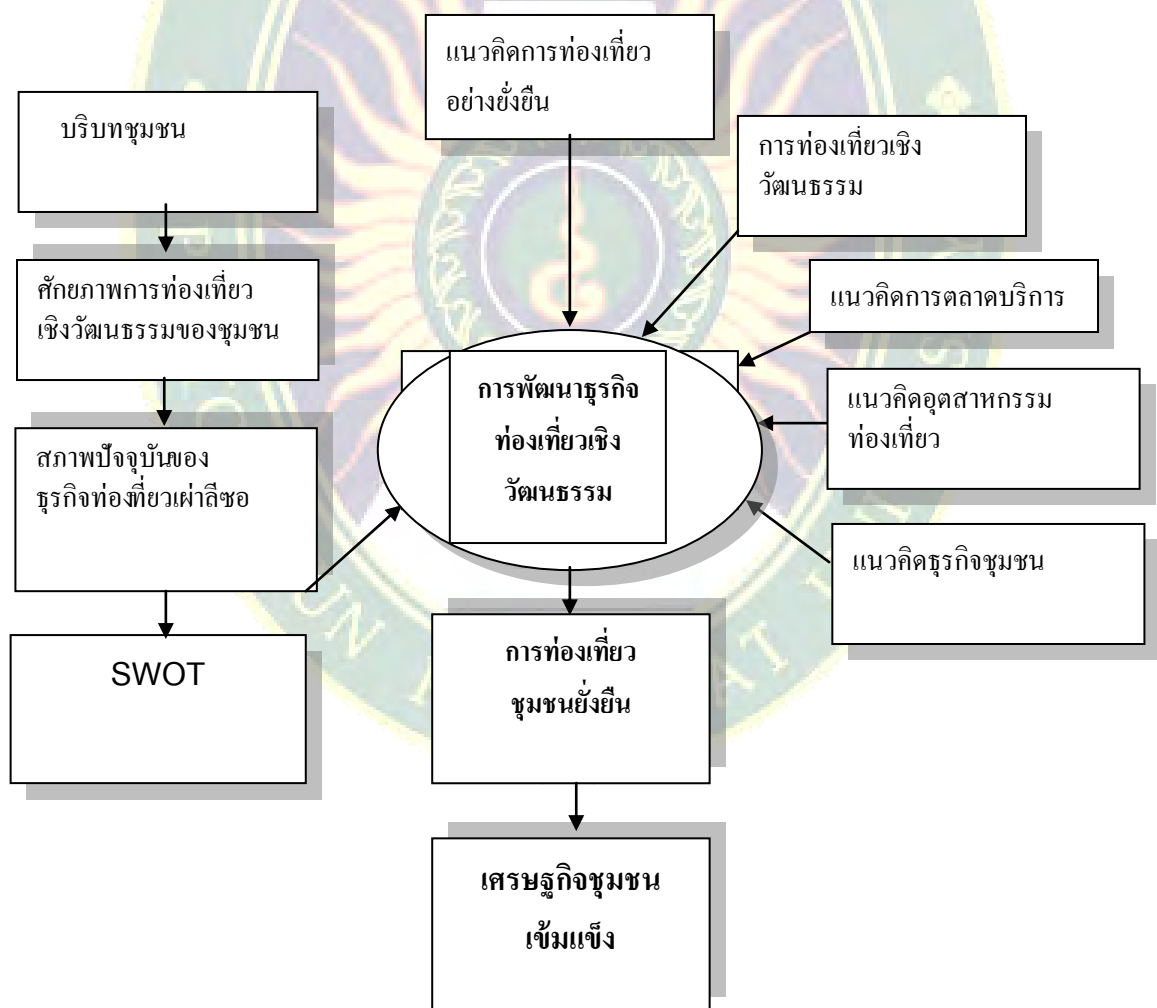 แนวคิดการท่องเที่ยว
อย่างยั่งยืน
บริบทชุมชน
การท่องเที่ยวเชิง
วัฒนธรรม
ศักยภาพการท่องเที่ยว
เชิงวัฒนธรรมของชุมชน
แนวคิดการตลาดบริการ
การพัฒนาธุรกิจ
ท่องเที่ยวเชิง
วัฒนธรรม
แนวคิดอุตสาหกรรม
ท่องเที่ยว
สภาพปัจจุบันของ
ธุรกิจท่องที่ยวเผ่าลีซอ
แนวคิดธุรกิจชุมชน
SWOT
การท่องเที่ยว
ชุมชนยั่งยืน
เศรษฐกิจชุมชน
เข้มแข็ง